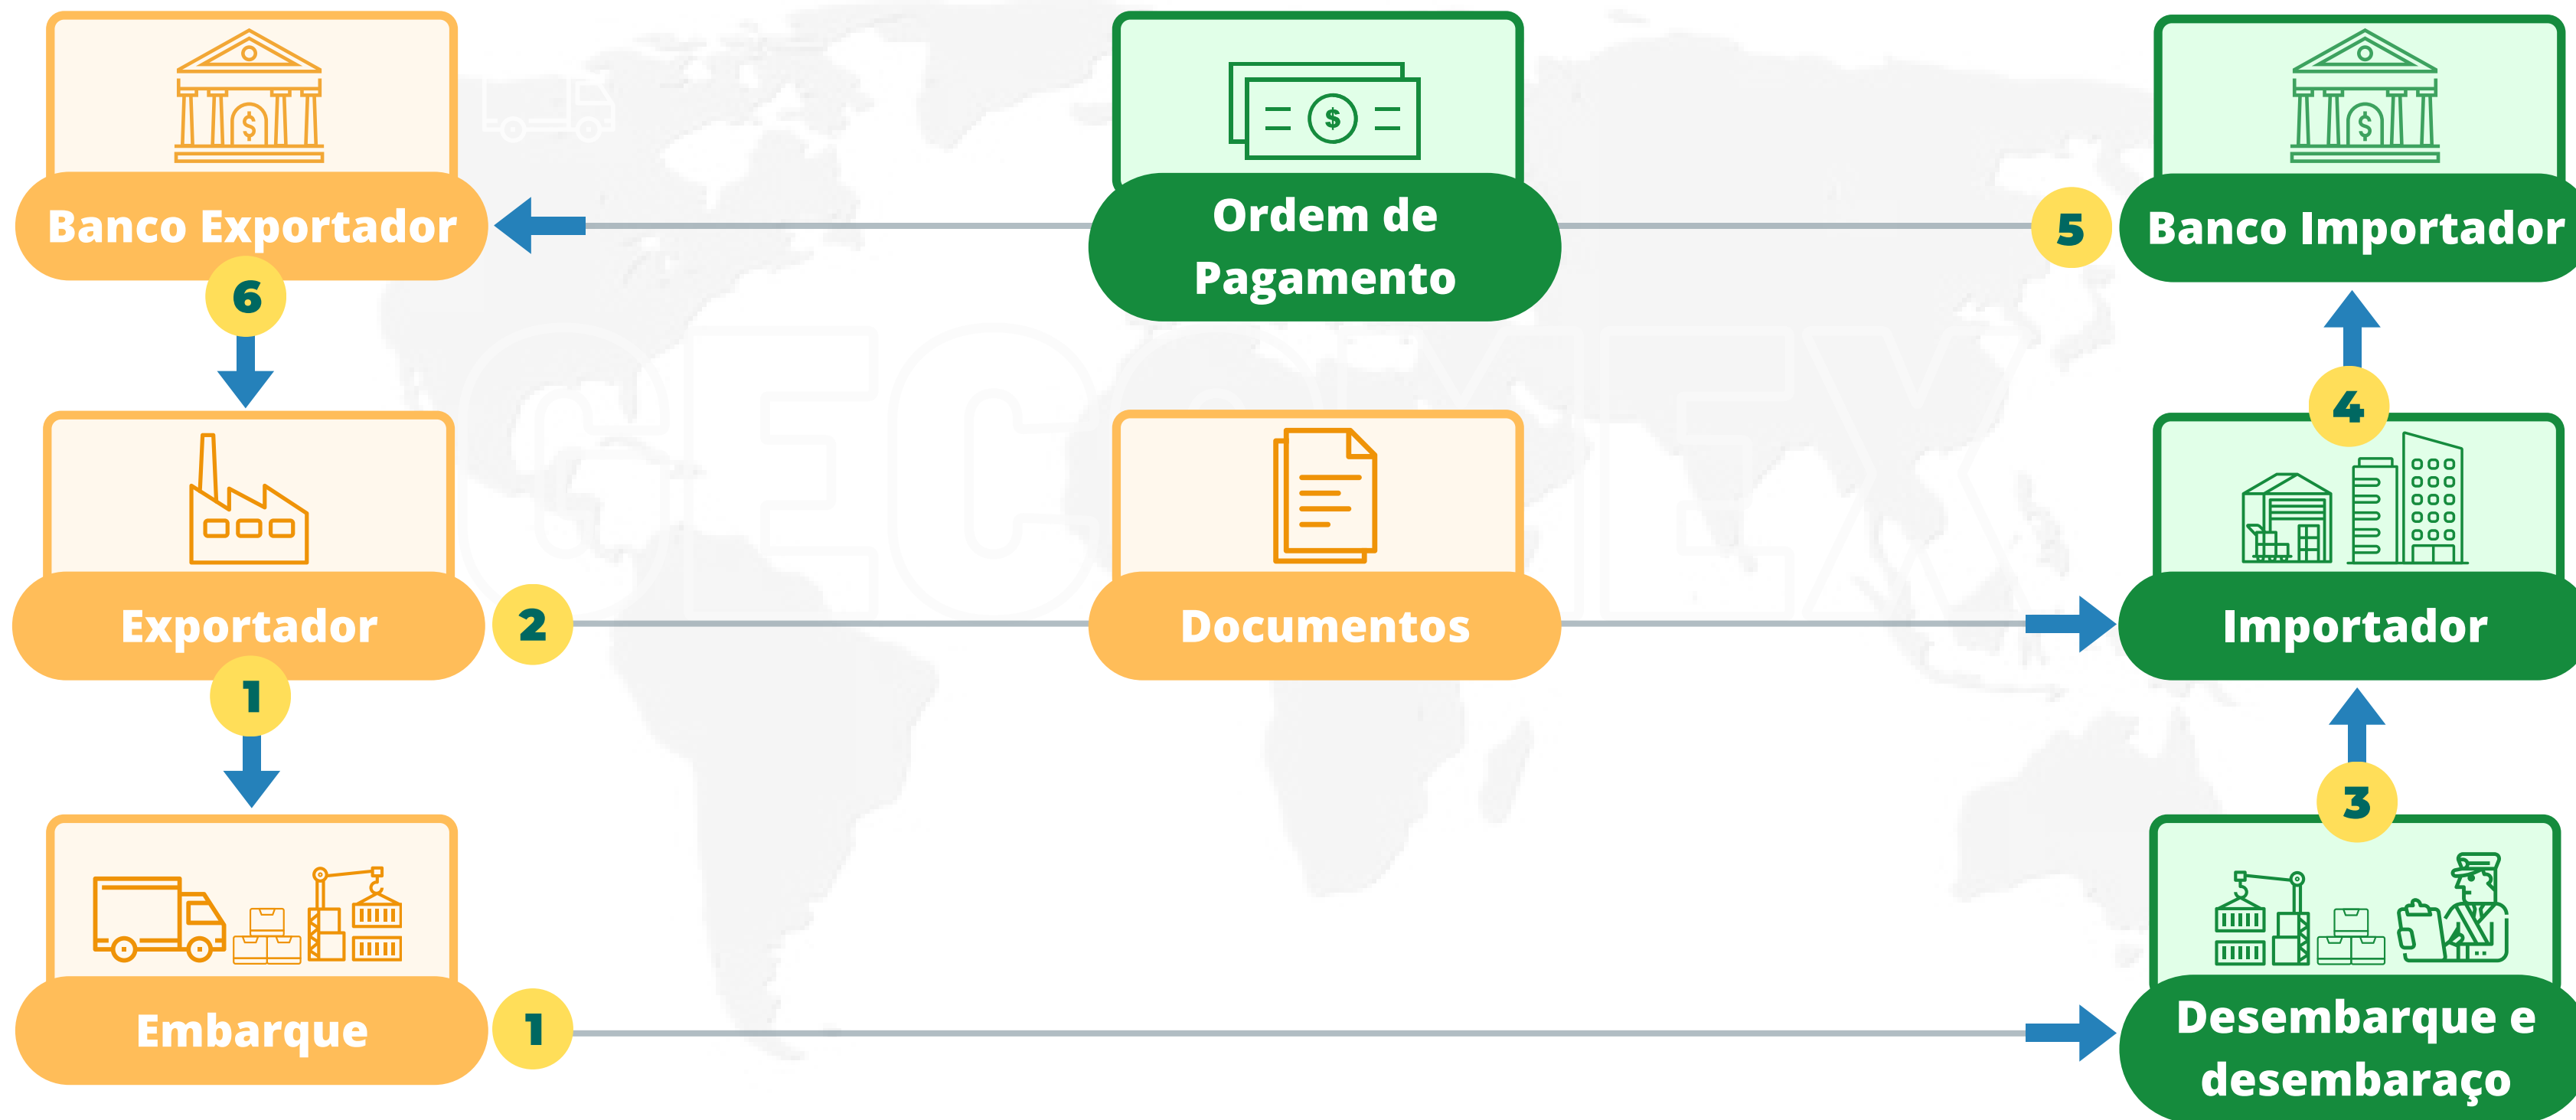 $
$
$
Banco Exportador
Ordem de
Pagamento
5
Banco Importador
6
4
GECOMEX
Exportador
2
Documentos
Importador
1
3
Embarque
1
Desembarque e
desembaraço